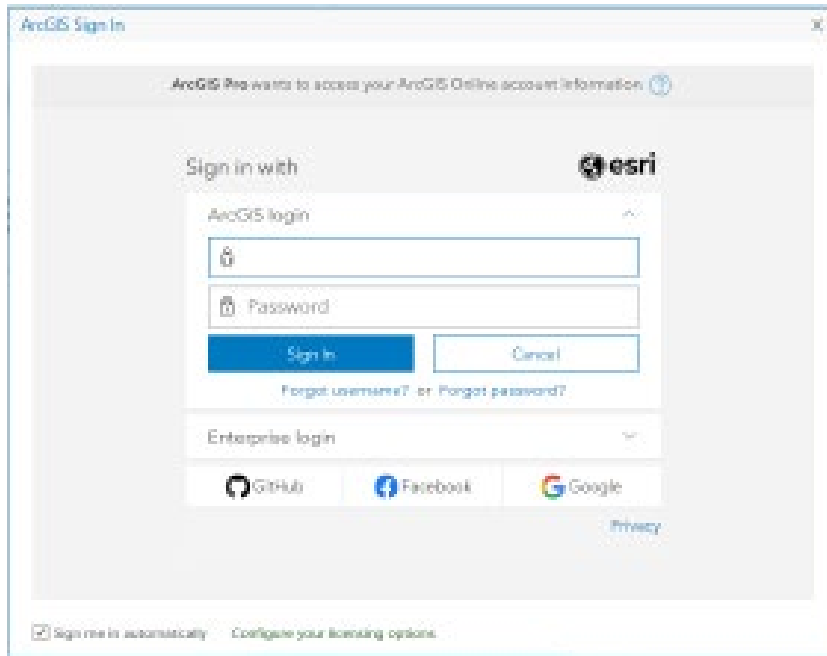 ArcGIS Sign In
ArcGIS Pro wants to access your ArcGIS Online account information ?
Sign in with
esri
ArcGIS login
Password
Sign In Cancel
Forgot username? or Forgot password?
Enterprise login
GitHub Facebook Google
Privacy
Sign me in automatically Configure your licensing options